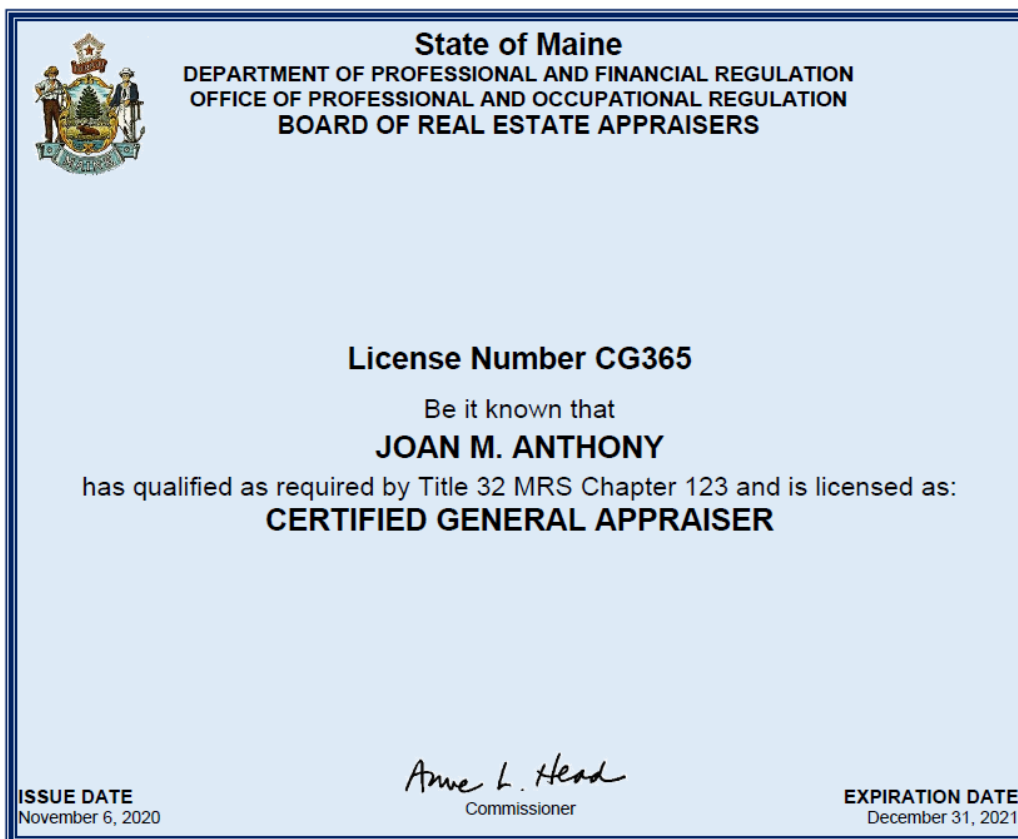 State of Maine
DEPARTMENT OF PROFESSIONAL AND FINANCIAL REGULATION
OFFICE OF PROFESSIONAL AND OCCUPATIONAL REGULATION
BOARD OF REAL ESTATE APPRAISERS
License Number CG365
Be it known that
JOAN M. ANTHONY
has qualified as required by Title 32 MRS Chapter 123 and is licensed as:
CERTIFIED GENERAL APPRAISER
Anne L. Head
Commissioner
ISSUE DATE
November 6, 2020
EXPIRATION DATE
December 31, 2021